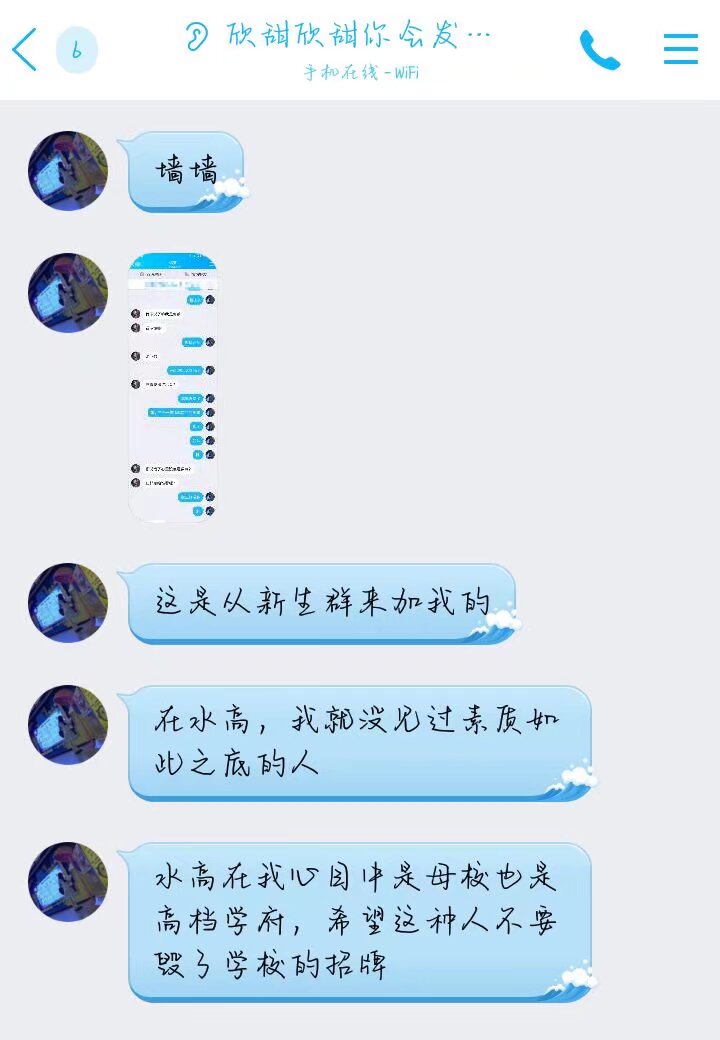 6
欣甜欣甜你会发…
手机在线-WiFi
墙墙
这是从新生群来加我的
在水高，我就没见过素质如
此之底的人
水高在我心目中是母校也是
高档学府，希望这种人不要
毁了学校的招牌